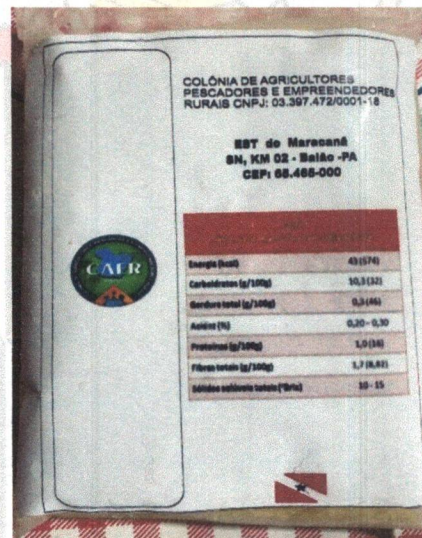 COLÔNIA DE AGRICULTORES
PESCADORES E EMPREENDEDORES
RURAIS CNPJ: 03.397.472/0001-18
EST do Maracanã
SN, KM 02 - Baião -PA
CEP: 68.465-000
CAER
Energia (kcal) 43 (574)
Carboidratos (g/100g) 10,3 (32)
Gordura total (g/100g) 0,3 (46)
Acidez (%) 0,20 - 0,30
Proteínas (g/100g) 1,0 (16)
Fibras totais (g/100g) 1,7 (8,82)
Sólidos solúveis totais (°Brix) 10 - 15